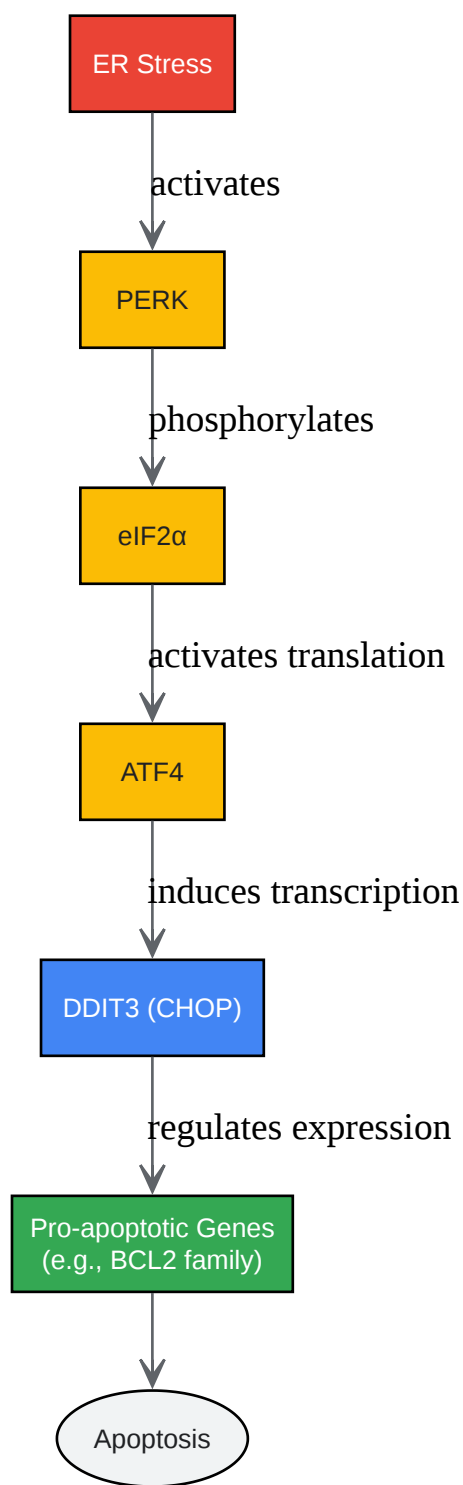 ER Stress
activates
PERK
phosphorylates
eIF2α
activates translation
ATF4
induces transcription
DDIT3 (CHOP)
regulates expression
Pro-apoptotic Genes
(e.g., BCL2 family)
Apoptosis